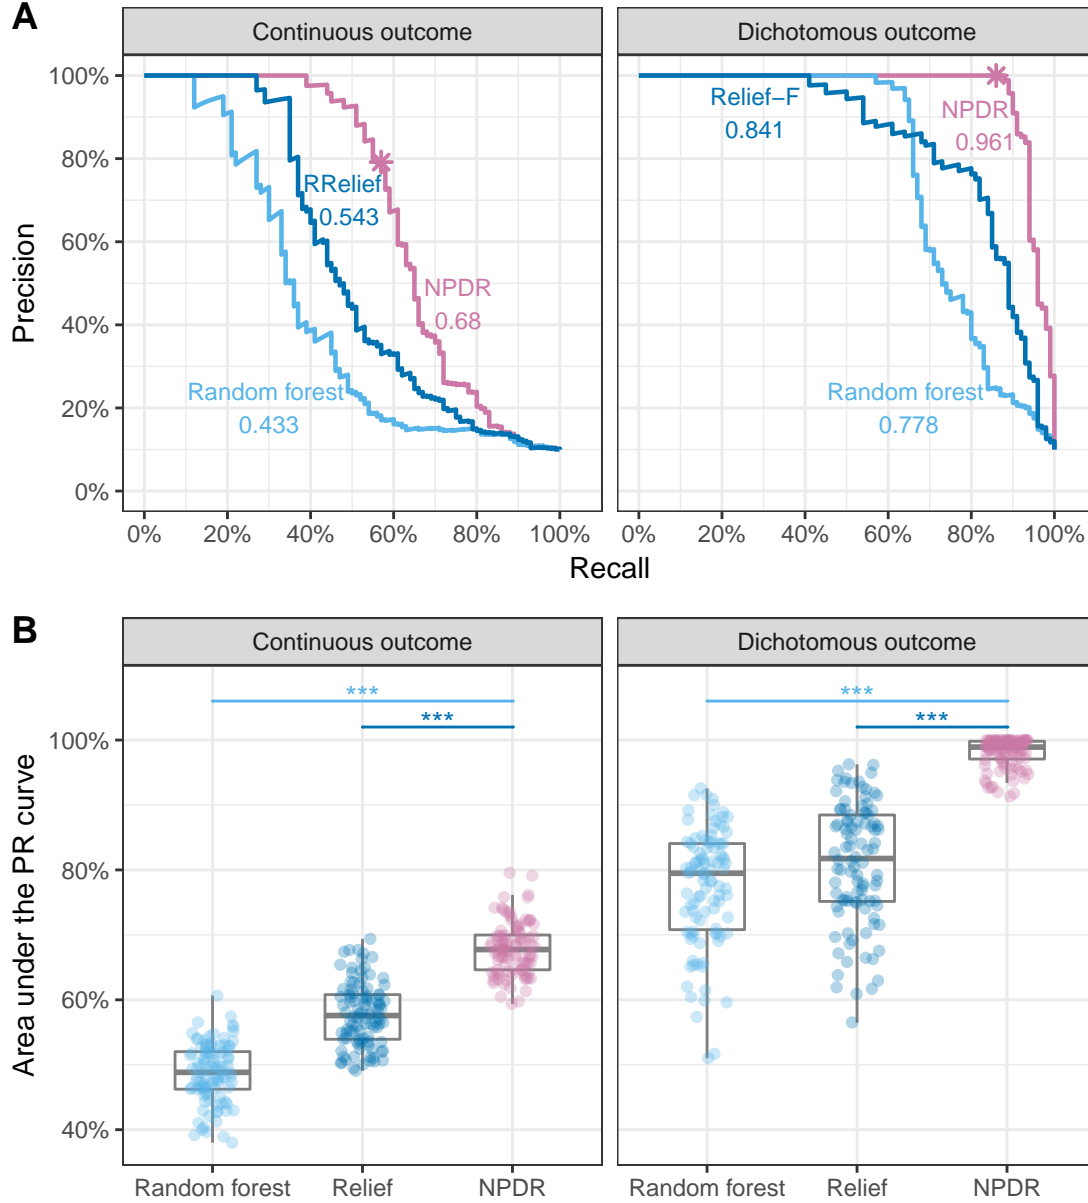 A
Continuous outcome
Dichotomous outcome
Precision
100%
80%
60%
40%
20%
0%
RRelief
0.543
NPDR
0.68
Random forest
0.433
Relief−F
0.841
NPDR
0.961
Random forest
0.778
0% 20% 40% 60% 80% 100%
0% 20% 40% 60% 80% 100%
Recall
B
Continuous outcome
Dichotomous outcome
Area under the PR curve
100%
80%
60%
40%
***
***
***
***
Random forest Relief NPDR
Random forest Relief NPDR